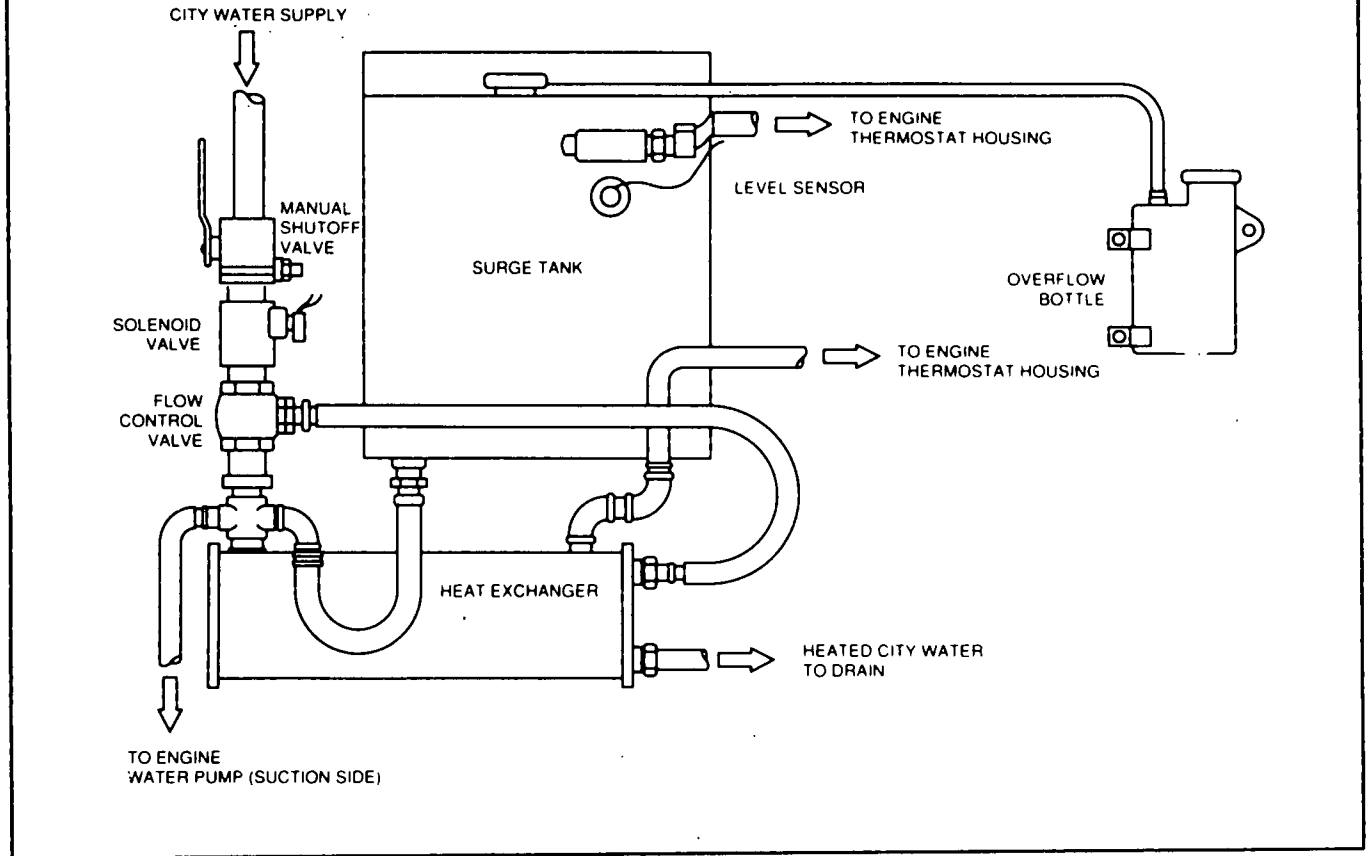 CITY WATER SUPPLY
TO ENGINE
THERMOSTAT HOUSING
LEVEL SENSOR
MANUAL
SHUTOFF
VALVE
SURGE TANK
OVERFLOW
BOTTLE
SOLENOID
VALVE
TO ENGINE
THERMOSTAT HOUSING
FLOW
CONTROL
VALVE
HEAT EXCHANGER
HEATED CITY WATER
TO DRAIN
TO ENGINE
WATER PUMP (SUCTION SIDE)